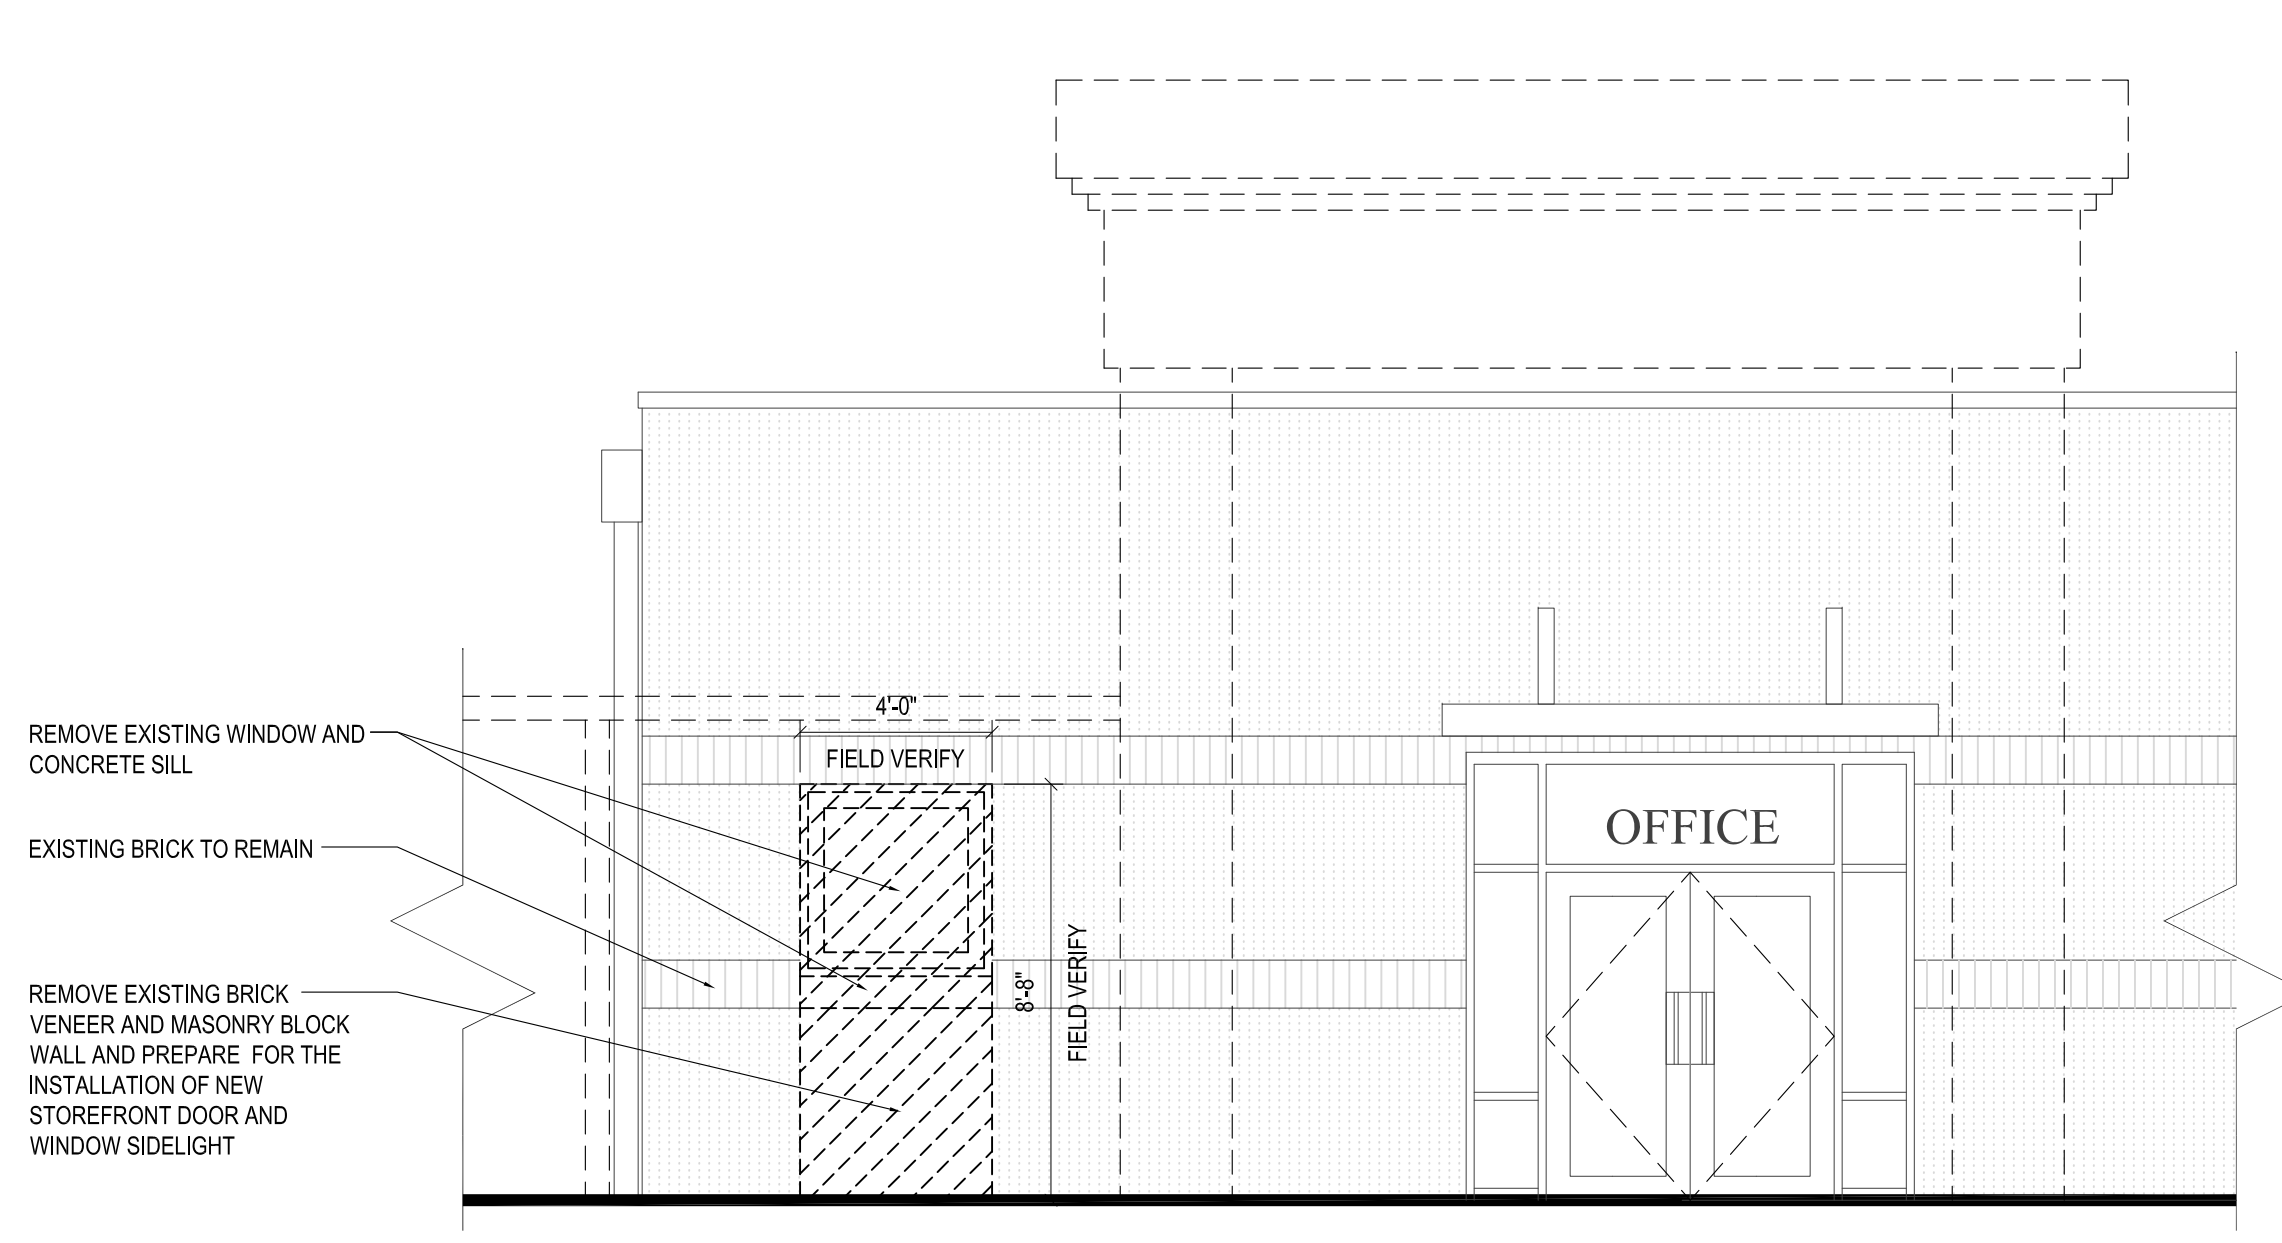 4'-0"
REMOVE EXISTING WINDOW AND
CONCRETE SILL
FIELD VERIFY
OFFICE
EXISTING BRICK TO REMAIN
8'-8"
FIELD VERIFY
REMOVE EXISTING BRICK
VENEER AND MASONRY BLOCK
WALL AND PREPARE FOR THE
INSTALLATION OF NEW
STOREFRONT DOOR AND
WINDOW SIDELIGHT